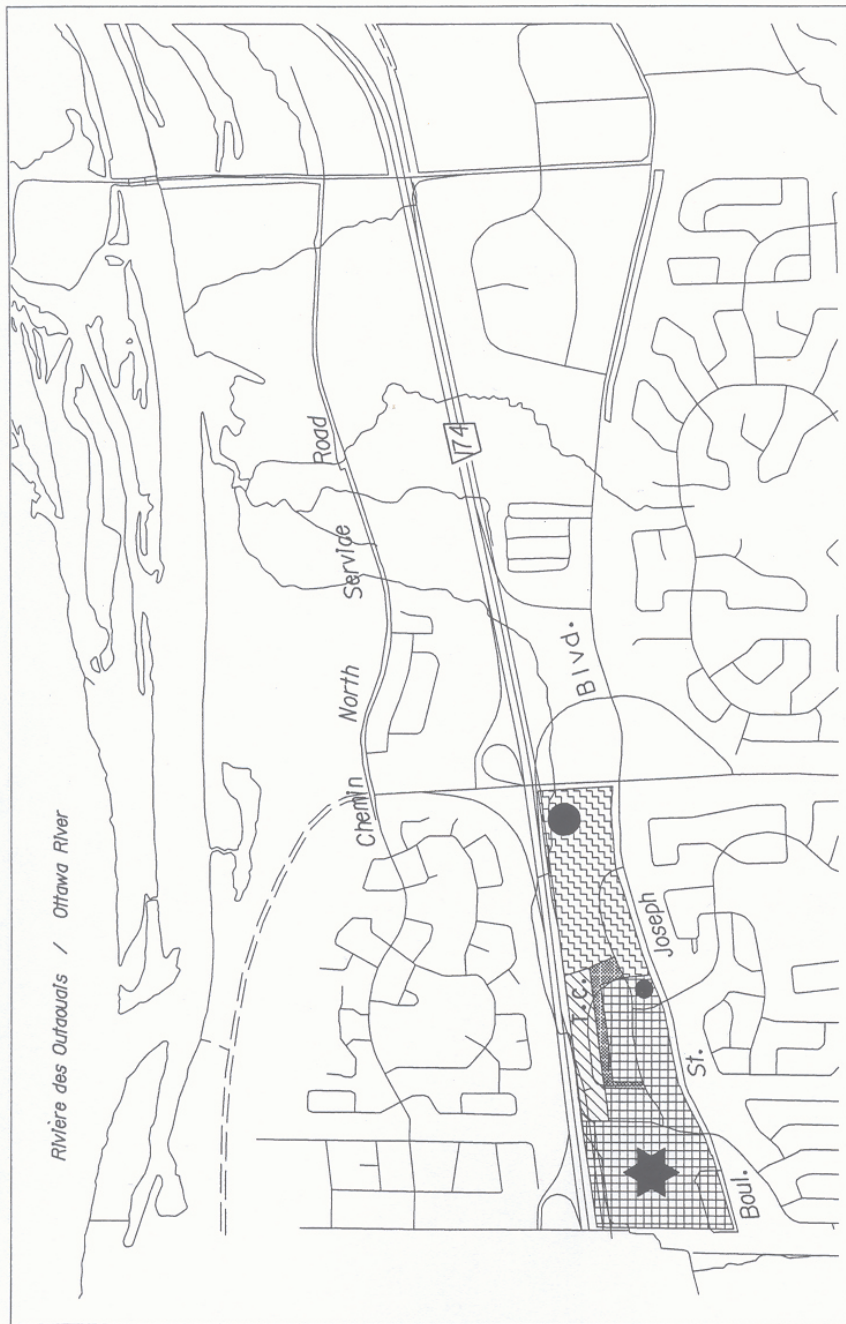 Rivière des Outaouais / Ottawa River
Chemin North Service Road
174
Boul. St. Joseph Blvd.
T.C.